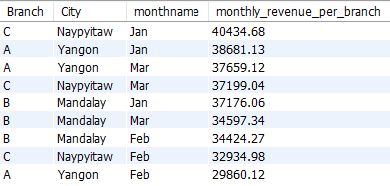 Branch City monthname monthly_revenue_per_branch
C Naypyitaw Jan 40434.68
A Yangon Jan 38681.13
A Yangon Mar 37659.12
C Naypyitaw Mar 37199.04
B Mandalay Jan 37176.06
B Mandalay Mar 34597.34
B Mandalay Feb 34424.27
C Naypyitaw Feb 32934.98
A Yangon Feb 29860.12